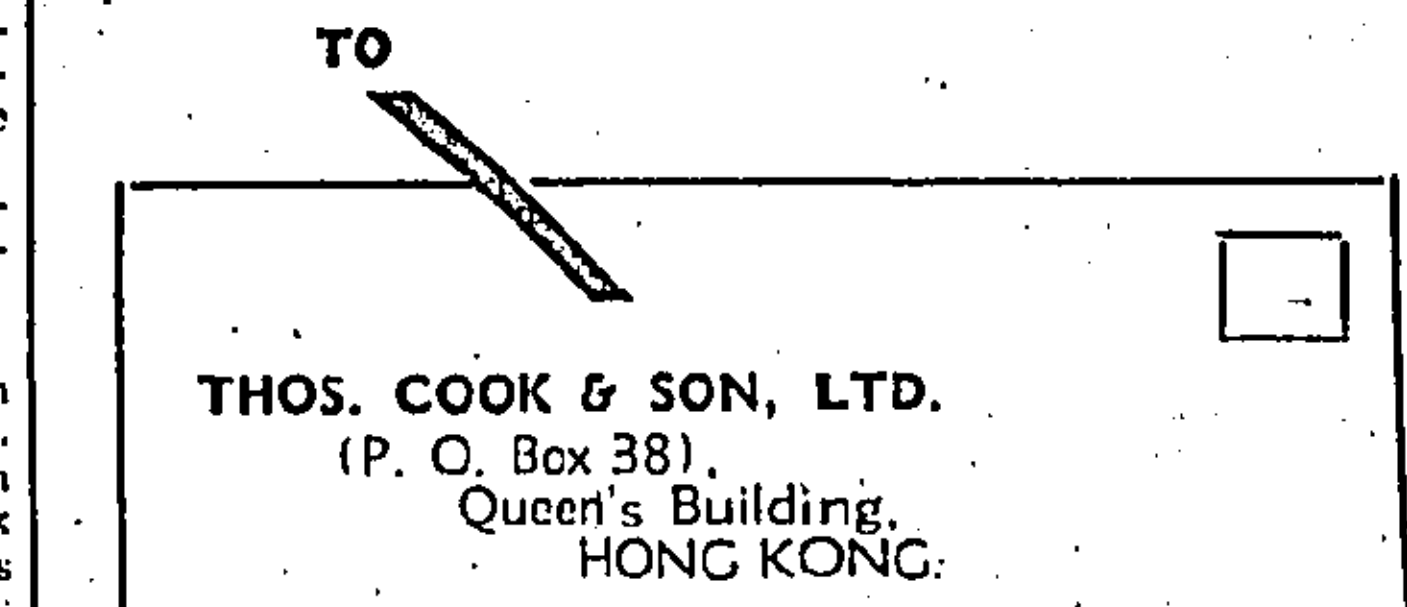 TO
THOS. COOK & SON, LTD.
(P. O. Box 38),
Queen's Building,
HONG KONG.